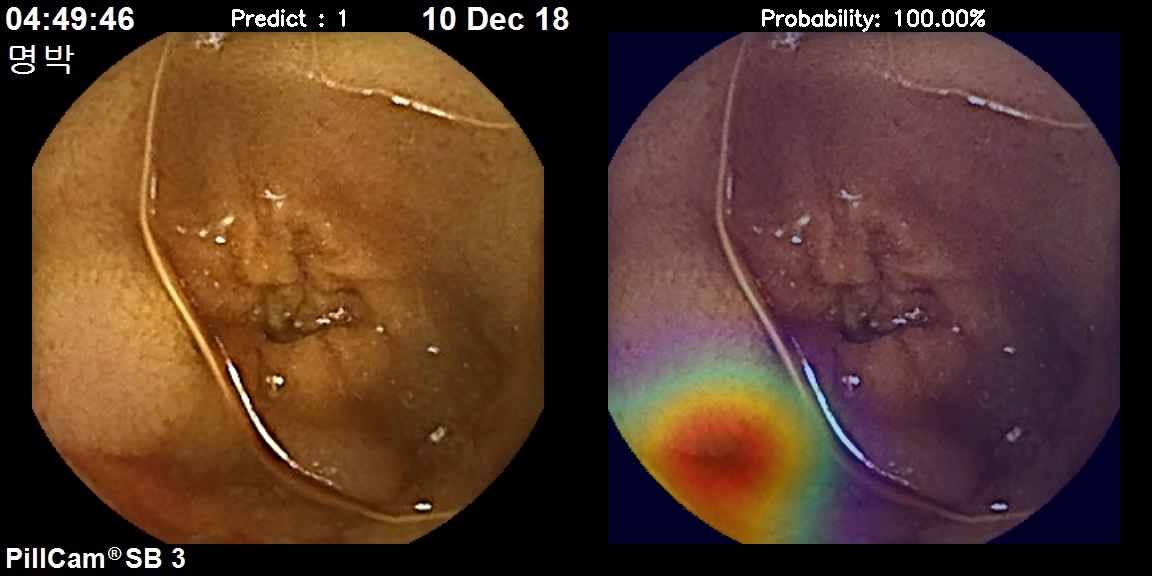 04:49:46
Predict : 1
10 Dec 18
Probability: 100.00%
명박
PillCam® SB 3